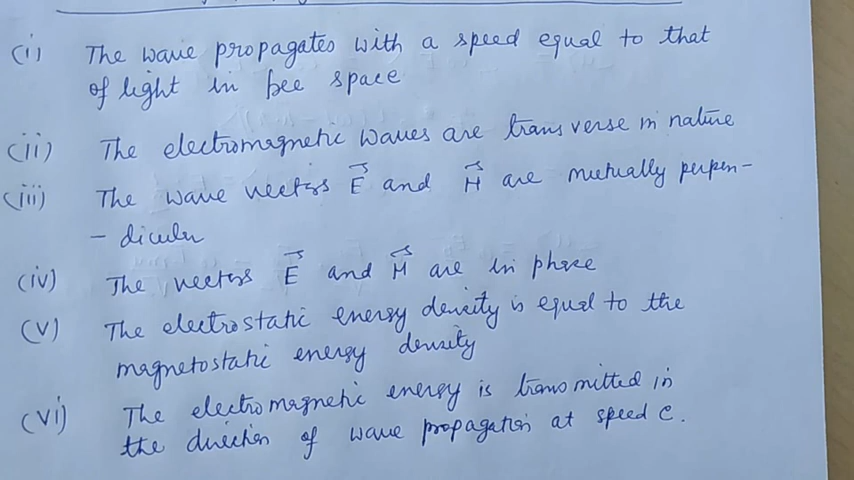 (i) The wave propagates with a speed equal to that
of light in free space
(ii) The electromagnetic waves are transverse in nature
(iii) The wave vectors E⃗ and H⃗ are mutually perpen-
- dicular
(iv) The vectors E⃗ and H⃗ are in phase
(v) The electrostatic energy density is equal to the
magnetostatic energy density
(vi) The electromagnetic energy is transmitted in
the direction of wave propagation at speed c.